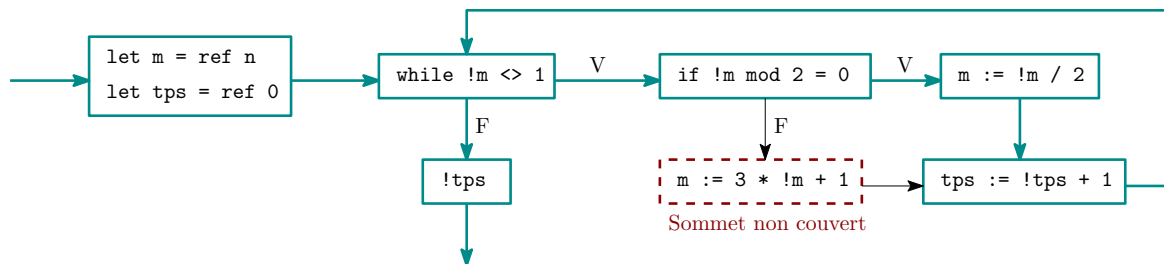 let m = ref n
let tps = ref 0
while !m <> 1
V
if !m mod 2 = 0
V
m := !m / 2
F
F
!tps
m := 3 * !m + 1
tps := !tps + 1
Sommet non couvert